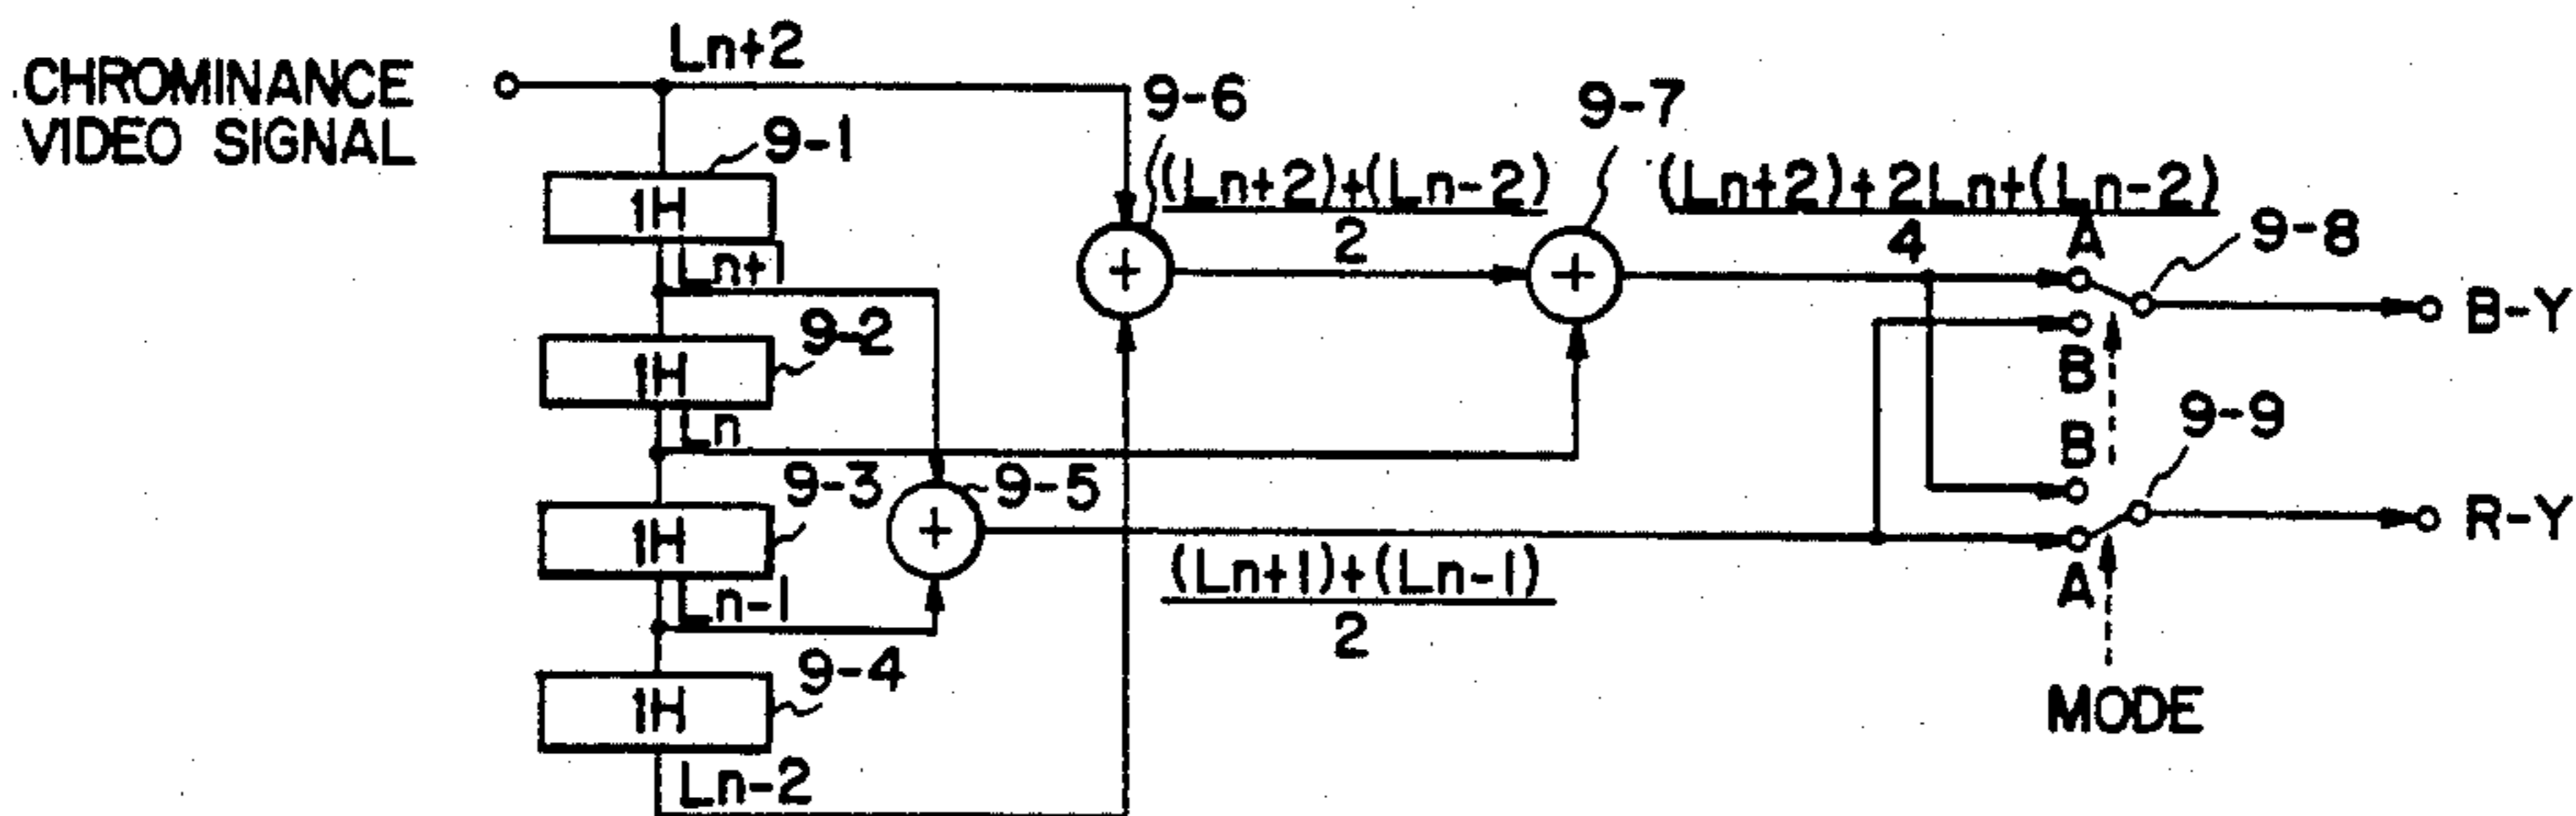 CHROMINANCE
VIDEO SIGNAL
Ln+2
9-1
1H
Ln+1
9-2
1H
Ln
9-3
1H
Ln-1
9-4
1H
Ln-2
9-5
+
9-6
+
(Ln+2)+(Ln-2)
2
9-7
+
(Ln+2)+2Ln+(Ln-2)
4
(Ln+1)+(Ln-1)
2
A
9-8
B
B-Y
B
9-9
A
R-Y
MODE